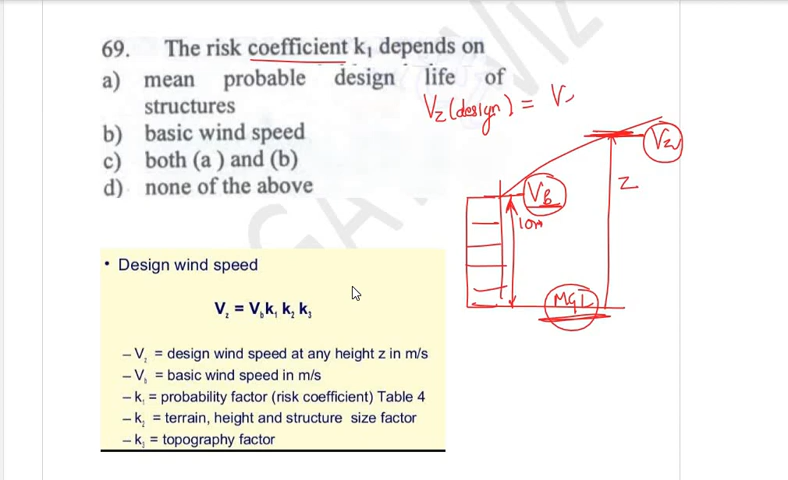 69. The risk coefficient k₁ depends on
a) mean probable design life of
structures
b) basic wind speed
c) both (a ) and (b)
d) none of the above
Vz (design) = V
Vz
VB
Z
10m
MGL
• Design wind speed
Vz = Vb k₁ k₂ k₃
– Vz = design wind speed at any height z in m/s
– Vb = basic wind speed in m/s
– k₁ = probability factor (risk coefficient) Table 4
– k₂ = terrain, height and structure size factor
– k₃ = topography factor